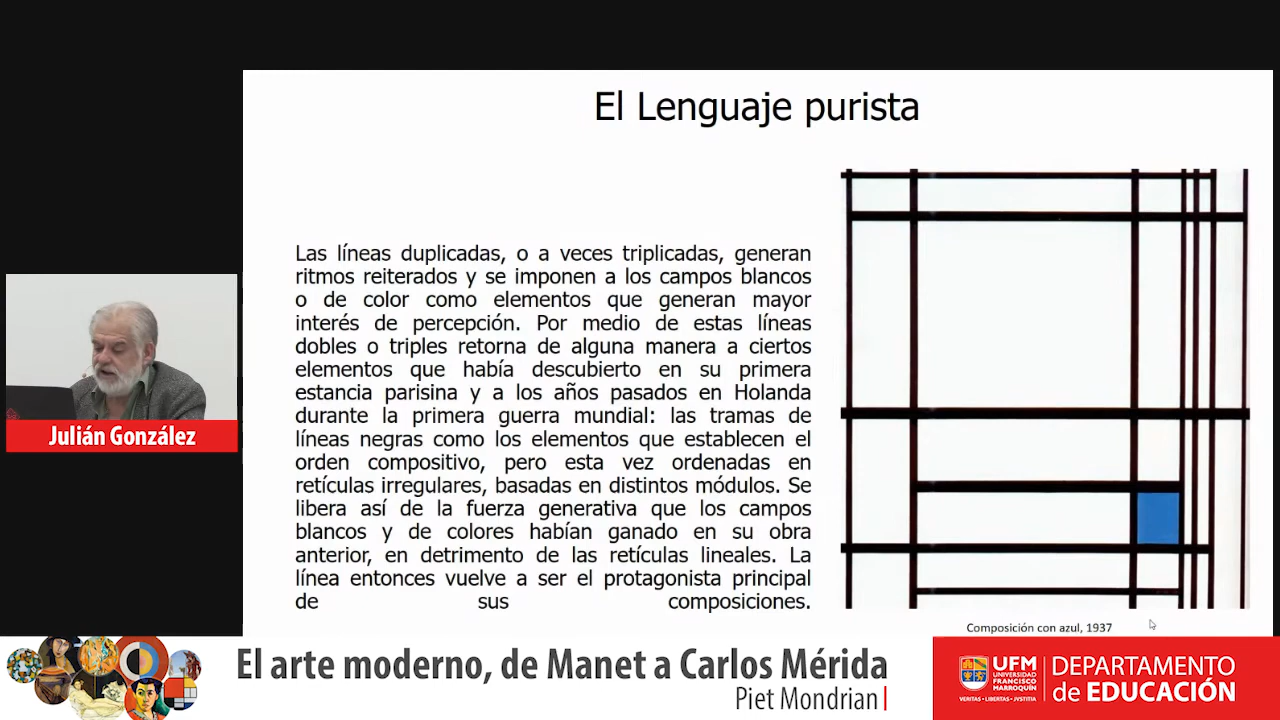 El Lenguaje purista
Las líneas duplicadas, o a veces triplicadas, generan
ritmos reiterados y se imponen a los campos blancos
o de color como elementos que generan mayor
interés de percepción. Por medio de estas líneas
dobles o triples retorna de alguna manera a ciertos
elementos que había descubierto en su primera
estancia parisina y a los años pasados en Holanda
durante la primera guerra mundial: las tramas de
líneas negras como los elementos que establecen el
orden compositivo, pero esta vez ordenadas en
retículas irregulares, basadas en distintos módulos. Se
libera así de la fuerza generativa que los campos
blancos y de colores habían ganado en su obra
anterior, en detrimento de las retículas lineales. La
línea entonces vuelve a ser el protagonista principal
de sus composiciones.
Composición con azul, 1937
Julián González
El arte moderno, de Manet a Carlos Mérida
Piet Mondrian
UFM
UNIVERSIDAD
FRANCISCO
MARROQUÍN
VERITAS · LIBERTAS · JVSTITIA
DEPARTAMENTO
de EDUCACIÓN